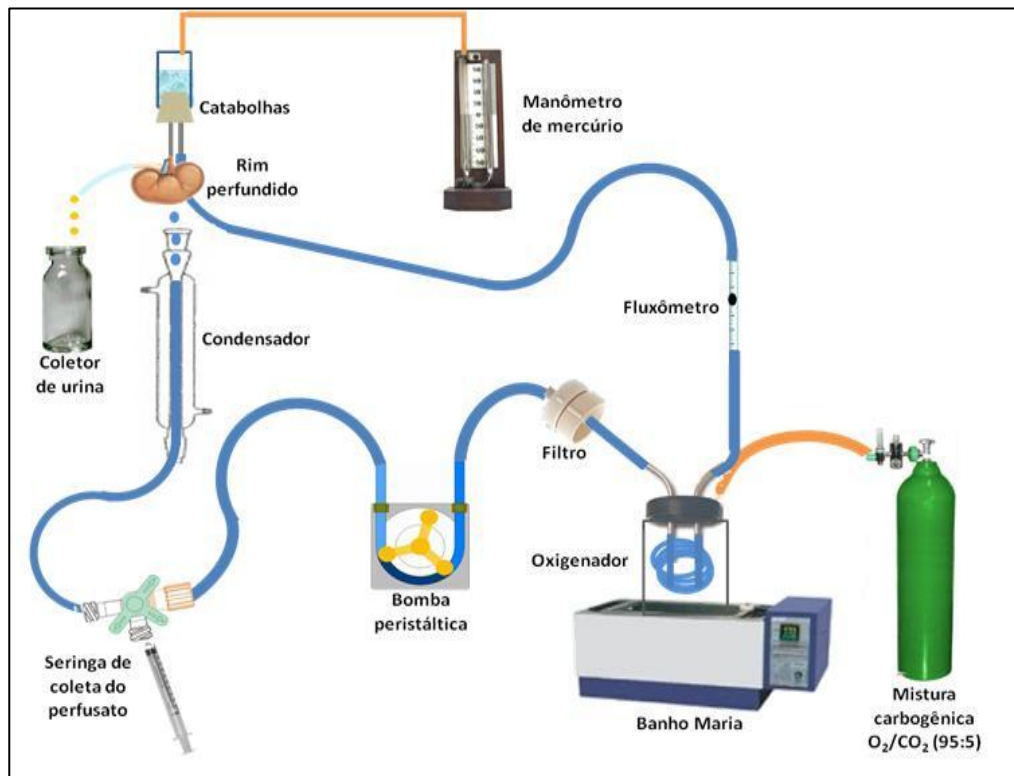 Catabolhas
Manômetro
de mercúrio
Rim
perfundido
Fluxômetro
Condensador
Coletor
de urina
Filtro
Oxigenador
Bomba
peristáltica
Seringa de
coleta do
perfusato
Banho Maria
Mistura
carbogênica
O₂/CO₂ (95:5)